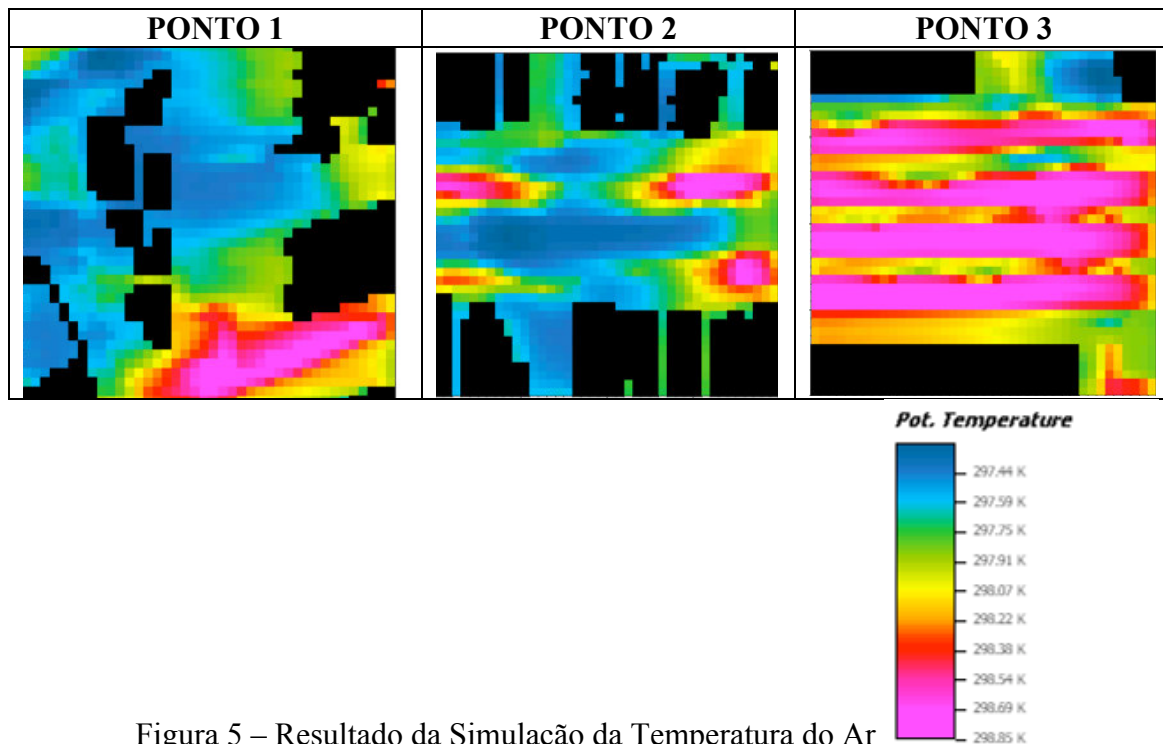 PONTO 1 PONTO 2 PONTO 3
Pot. Temperature
297.44 K
297.59 K
297.75 K
297.91 K
298.07 K
298.22 K
298.38 K
298.54 K
298.69 K
298.85 K
Figura 5 – Resultado da Simulação da Temperatura do Ar